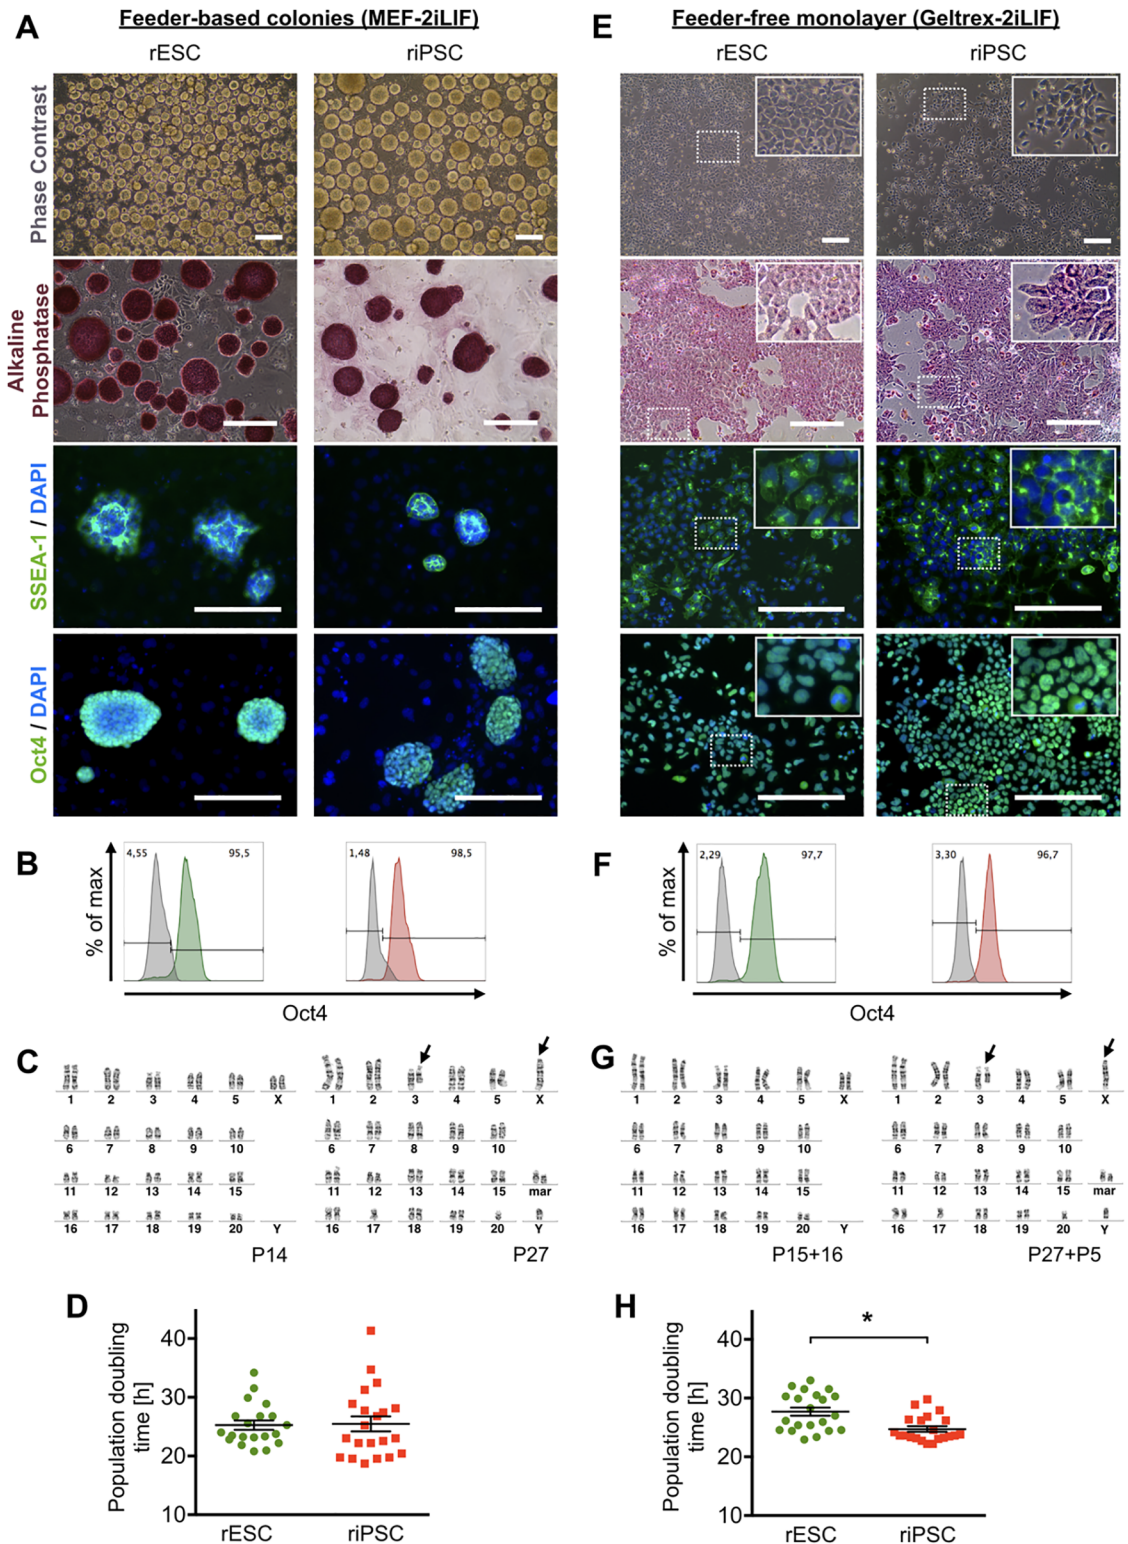 A
Feeder-based colonies (MEF-2iLIF)
rESC
riPSC
Phase Contrast
Alkaline
Phosphatase
SSEA-1 / DAPI
Oct4 / DAPI
E
Feeder-free monolayer (Geltrex-2iLIF)
rESC
riPSC
B
% of max
4,55 95,5
1,48 98,5
Oct4
F
% of max
2,29 97,7
3,30 96,7
Oct4
C
1 2 3 4 5 X
6 7 8 9 10
11 12 13 14 15
16 17 18 19 20 Y
P14
1 2 3 4 5 X
6 7 8 9 10
11 12 13 14 15 mar
16 17 18 19 20 Y
P27
G
1 2 3 4 5 X
6 7 8 9 10
11 12 13 14 15
16 17 18 19 20 Y
P15+16
1 2 3 4 5 X
6 7 8 9 10
11 12 13 14 15 mar
16 17 18 19 20 Y
P27+P5
D
Population doubling
time [h]
40
30
20
10
rESC
riPSC
H
Population doubling
time [h]
40
30
20
10
*
rESC
riPSC